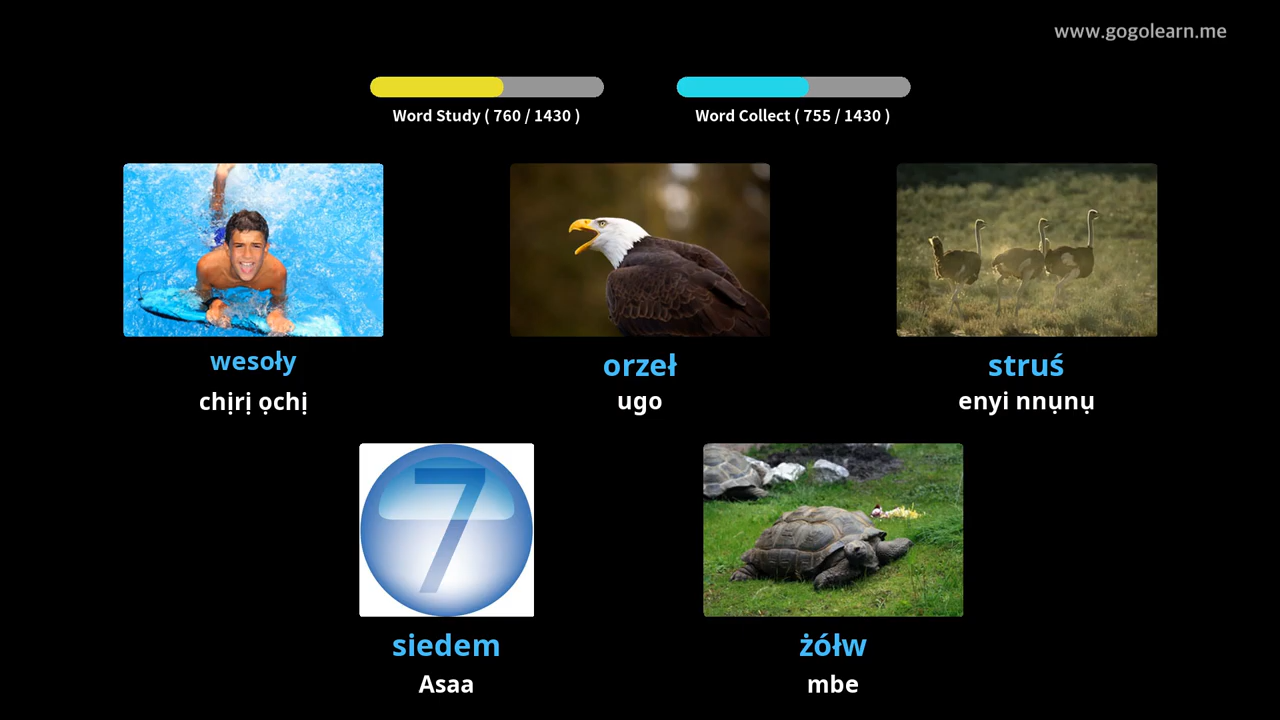 www.gogolearn.me
Word Study ( 760 / 1430 )
Word Collect ( 755 / 1430 )
wesoły
chịrị ọchị
orzeł
ugo
struś
enyi nnụnụ
7
siedem
Asaa
żółw
mbe